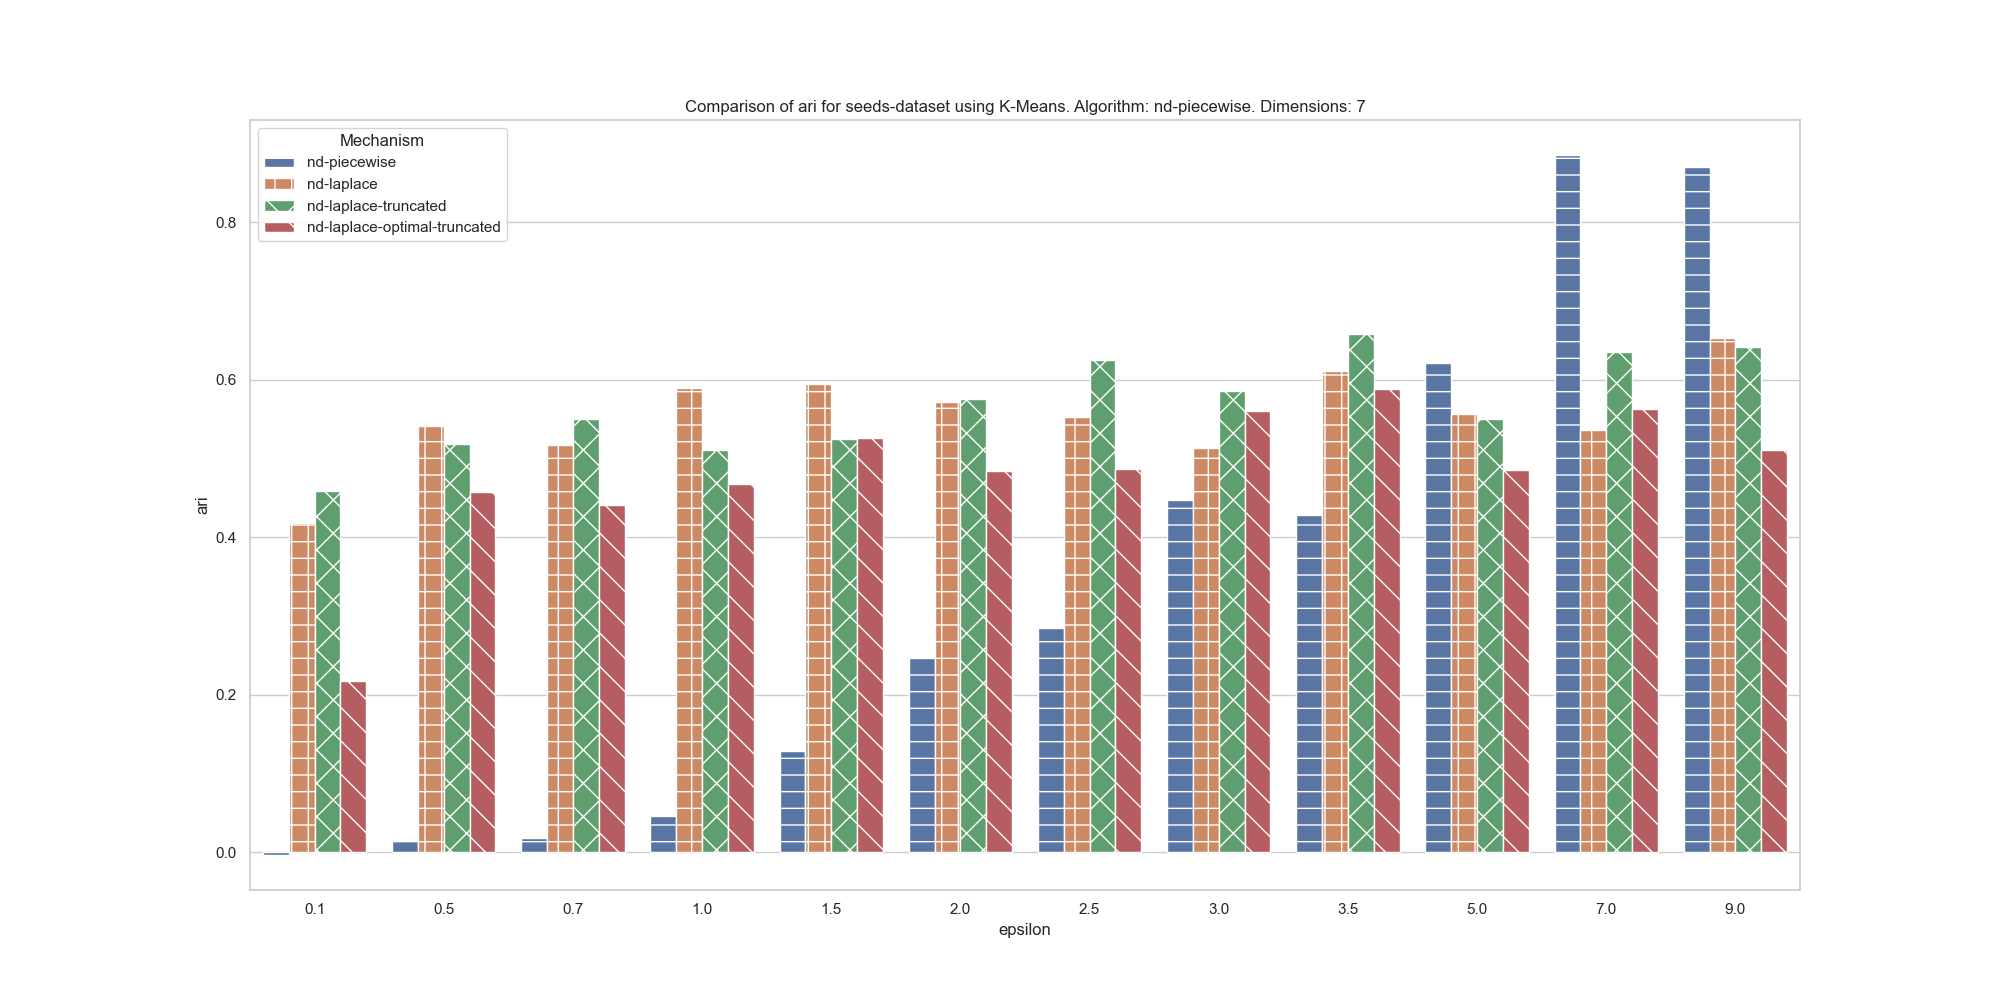 Comparison of ari for seeds-dataset using K-Means. Algorithm: nd-piecewise. Dimensions: 7
Mechanism
nd-piecewise
nd-laplace
nd-laplace-truncated
nd-laplace-optimal-truncated
0.8
0.6
0.4
0.2
0.0
ari
0.1 0.5 0.7 1.0 1.5 2.0 2.5 3.0 3.5 5.0 7.0 9.0
epsilon